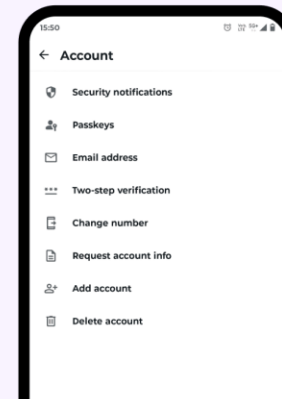 15:50
Account
Security notifications
Passkeys
Email address
Two-step verification
Change number
Request account info
Add account
Delete account